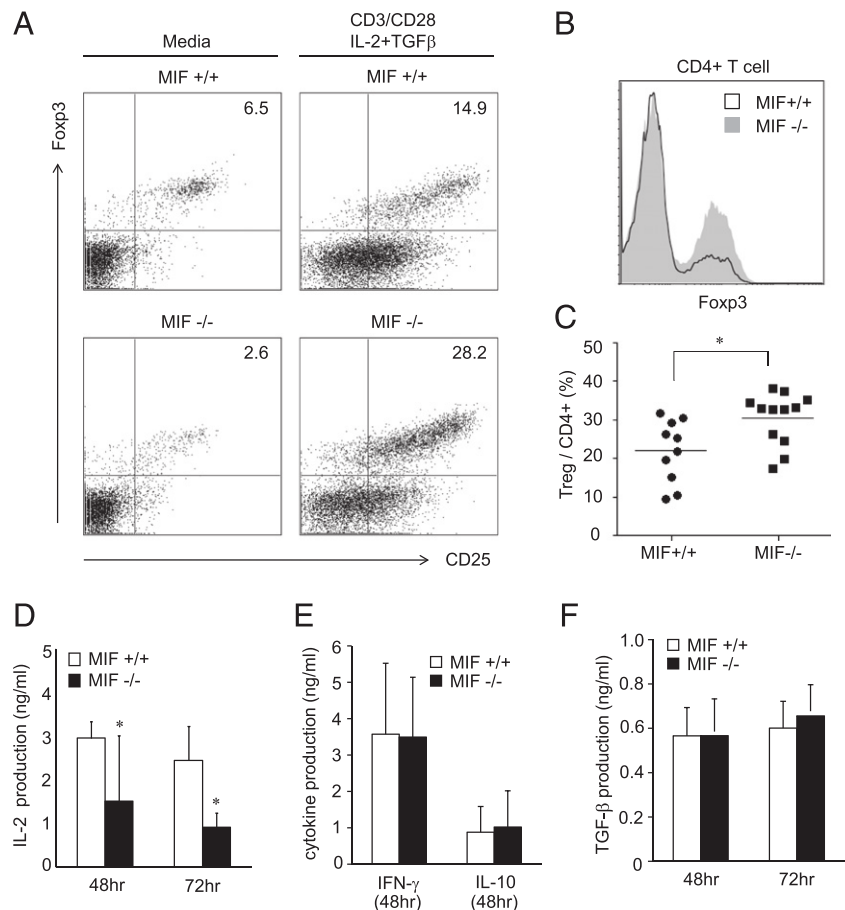 A
Media
CD3/CD28
IL-2+TGFβ
MIF +/+
MIF +/+
Foxp3
6.5
14.9
MIF -/-
MIF -/-
2.6
28.2
CD25
B
CD4+ T cell
MIF+/+
MIF -/-
Foxp3
C
Treg / CD4+ (%)
50
40
30
20
10
0
*
MIF+/+
MIF-/-
D
IL-2 production (ng/ml)
5
4
3
2
1
0
MIF +/+
MIF -/-
*
*
48hr
72hr
E
cytokine production (ng/ml)
6
5
4
3
2
1
0
MIF +/+
MIF -/-
IFN-γ
(48hr)
IL-10
(48hr)
F
TGF-β production (ng/ml)
1.0
0.8
0.6
0.4
0.2
0
MIF +/+
MIF -/-
48hr
72hr